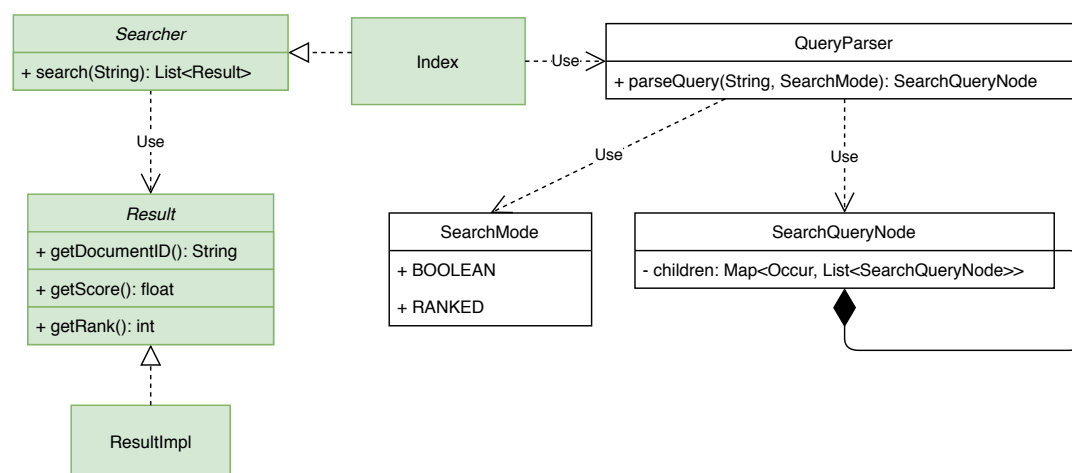 Searcher
+ search(String): List<Result>
Index
Use
QueryParser
+ parseQuery(String, SearchMode): SearchQueryNode
Use
Use
Use
Result
+ getDocumentID(): String
+ getScore(): float
+ getRank(): int
SearchMode
+ BOOLEAN
+ RANKED
SearchQueryNode
- children: Map<Occur, List<SearchQueryNode>>
ResultImpl